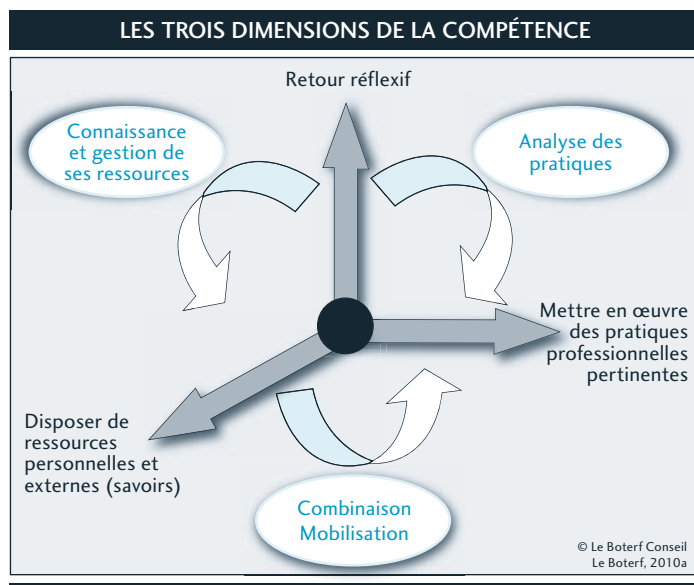 LES TROIS DIMENSIONS DE LA COMPÉTENCE
Retour réflexif
Connaissance
et gestion de
ses ressources
Analyse des
pratiques
Mettre en œuvre
des pratiques
professionnelles
pertinentes
Disposer de
ressources
personnelles et
externes (savoirs)
Combinaison
Mobilisation
© Le Boterf Conseil
Le Boterf, 2010a